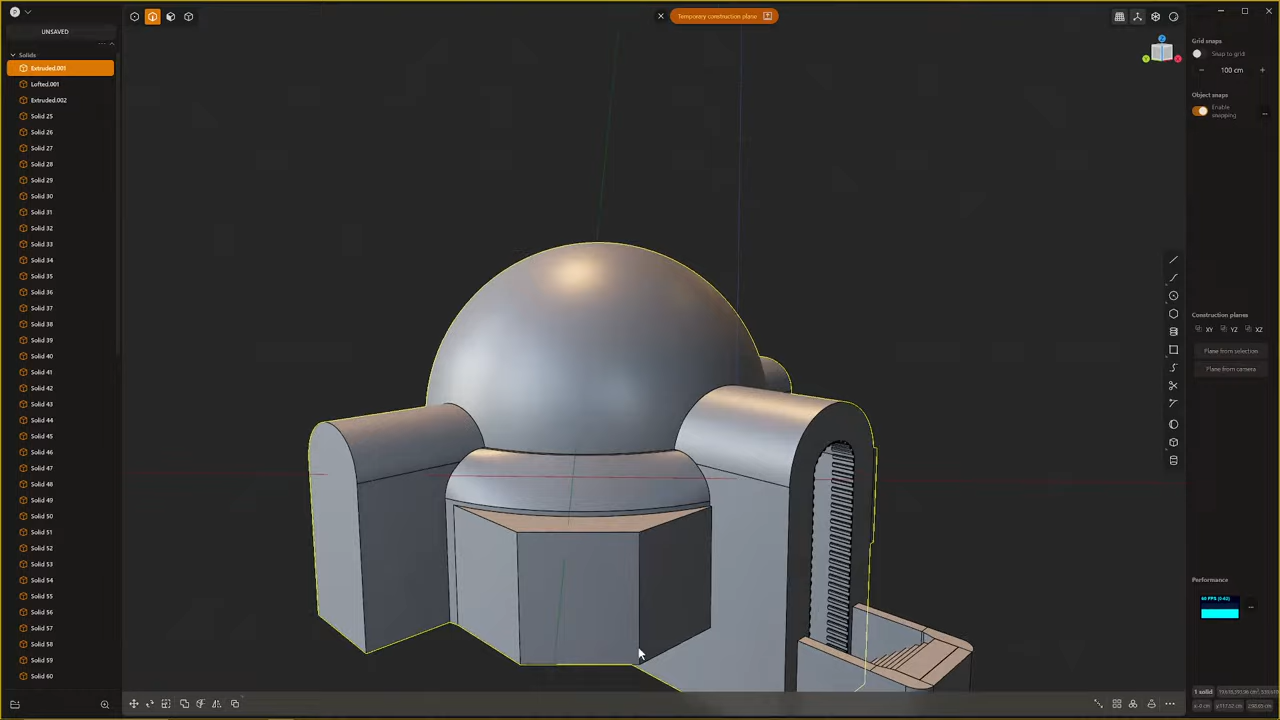 Temporary construction plane
UNSAVED
Solids
Extruded.001
Lofted.001
Extruded.002
Solid 25
Solid 26
Solid 27
Solid 28
Solid 29
Solid 30
Solid 31
Solid 32
Solid 33
Solid 34
Solid 35
Solid 36
Solid 37
Solid 38
Solid 39
Solid 40
Solid 41
Solid 42
Solid 43
Solid 44
Solid 45
Solid 46
Solid 47
Solid 48
Solid 49
Solid 50
Solid 51
Solid 52
Solid 53
Solid 54
Solid 55
Solid 56
Solid 57
Solid 58
Solid 59
Solid 60
Z
Y
X
Grid snaps
Snap to grid
100 cm
Object snaps
Enable
snapping
Construction planes
XY YZ XZ
Plane from selection
Plane from camera
Performance
1 solid